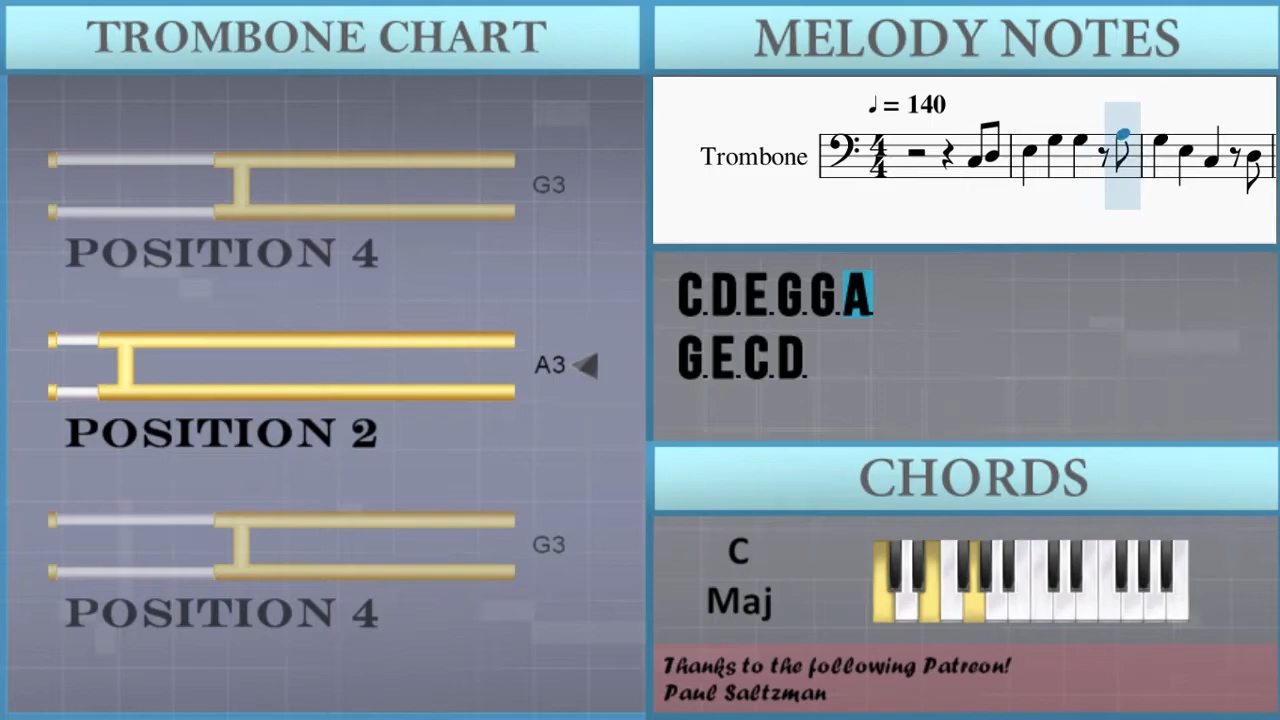 TROMBONE CHART
G3
POSITION 4
A3
POSITION 2
G3
POSITION 4
MELODY NOTES
♩ = 140
Trombone
4
4
C.D.E.G.G.A.
G.E.C.D.
CHORDS
C
Maj
Thanks to the following Patreon!
Paul Saltzman